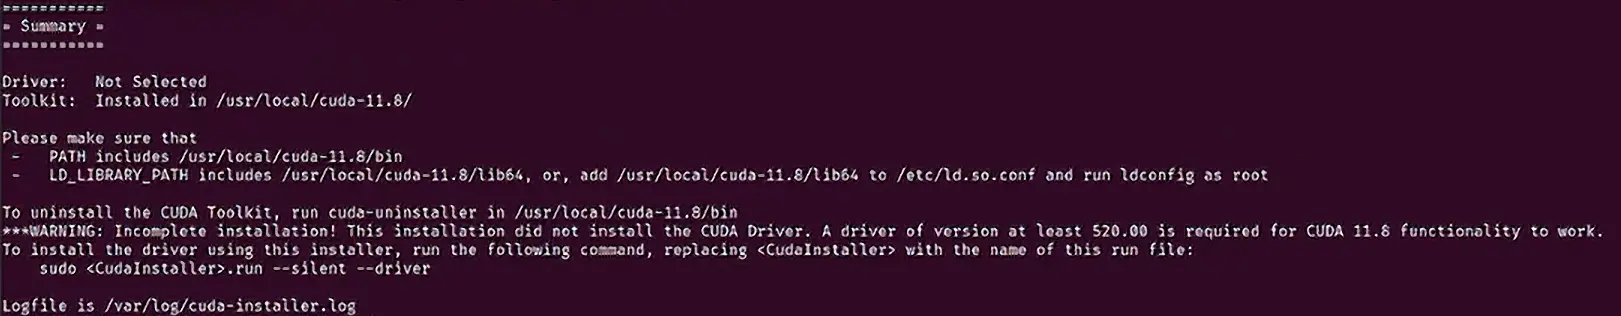 ===========
= Summary =
===========
Driver:   Not Selected
Toolkit:  Installed in /usr/local/cuda-11.8/
Please make sure that
 -   PATH includes /usr/local/cuda-11.8/bin
 -   LD_LIBRARY_PATH includes /usr/local/cuda-11.8/lib64, or, add /usr/local/cuda-11.8/lib64 to /etc/ld.so.conf and run ldconfig as root
To uninstall the CUDA Toolkit, run cuda-uninstaller in /usr/local/cuda-11.8/bin
***WARNING: Incomplete installation! This installation did not install the CUDA Driver. A driver of version at least 520.00 is required for CUDA 11.8 functionality to work.
To install the driver using this installer, run the following command, replacing <CudaInstaller> with the name of this run file:
    sudo <CudaInstaller>.run --silent --driver
Logfile is /var/log/cuda-installer.log